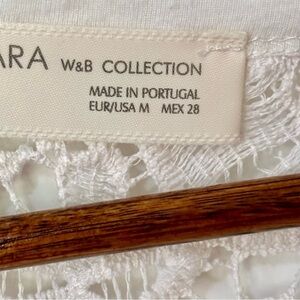 ARA W&B COLLECTION
MADE IN PORTUGAL
EUR/USA M MEX 28